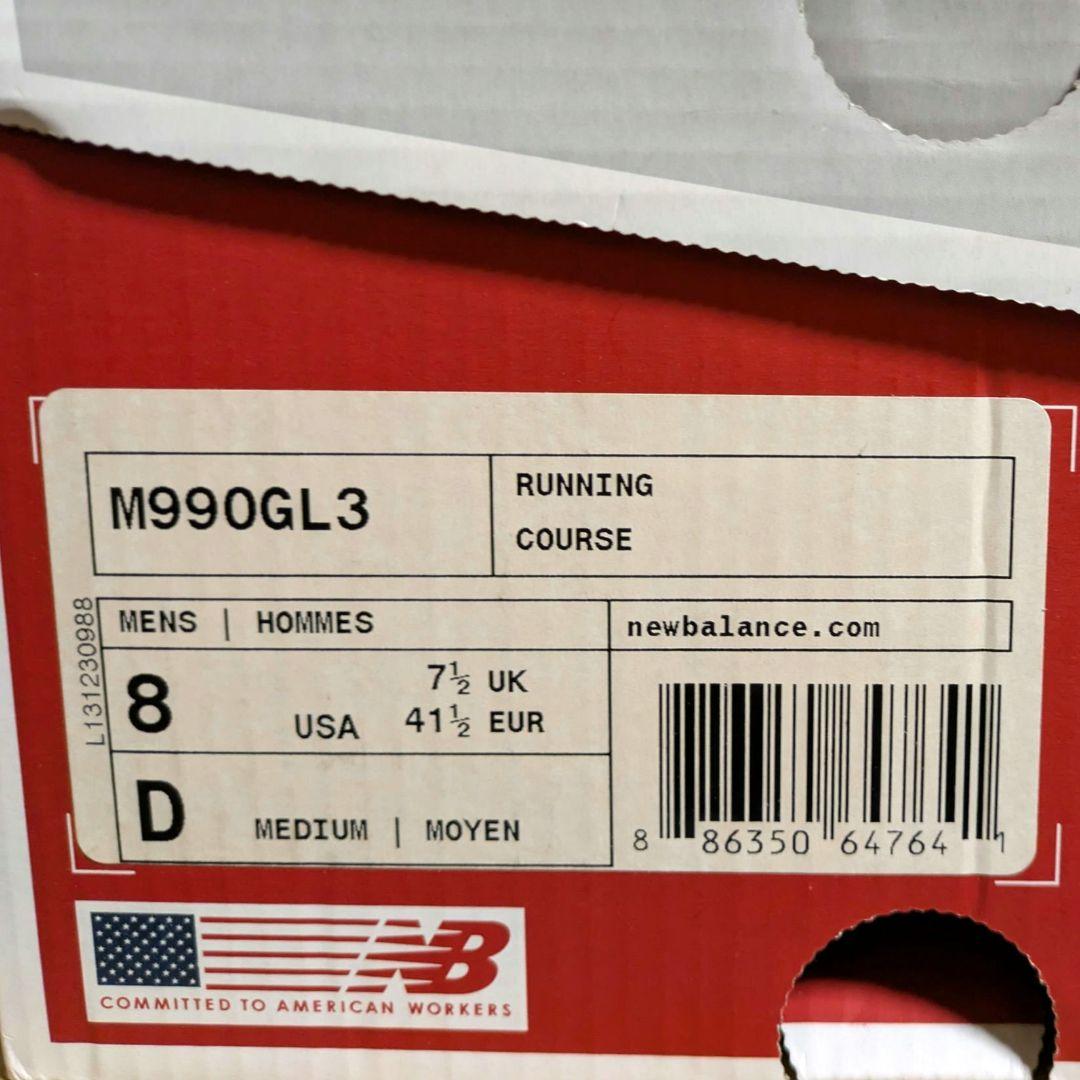 M990GL3
RUNNING
COURSE
L131230988
MENS | HOMMES
newbalance.com
8 USA 7½ UK
41½ EUR
D MEDIUM | MOYEN
8 86350 64764 1
NB
COMMITTED TO AMERICAN WORKERS